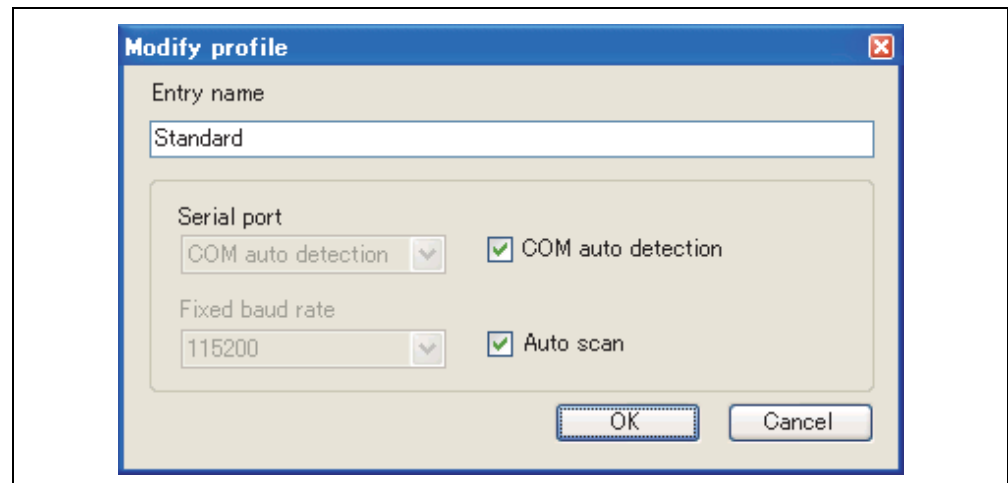 Modify profile
Entry name
Standard
Serial port
COM auto detection
COM auto detection
Fixed baud rate
115200
Auto scan
OK
Cancel